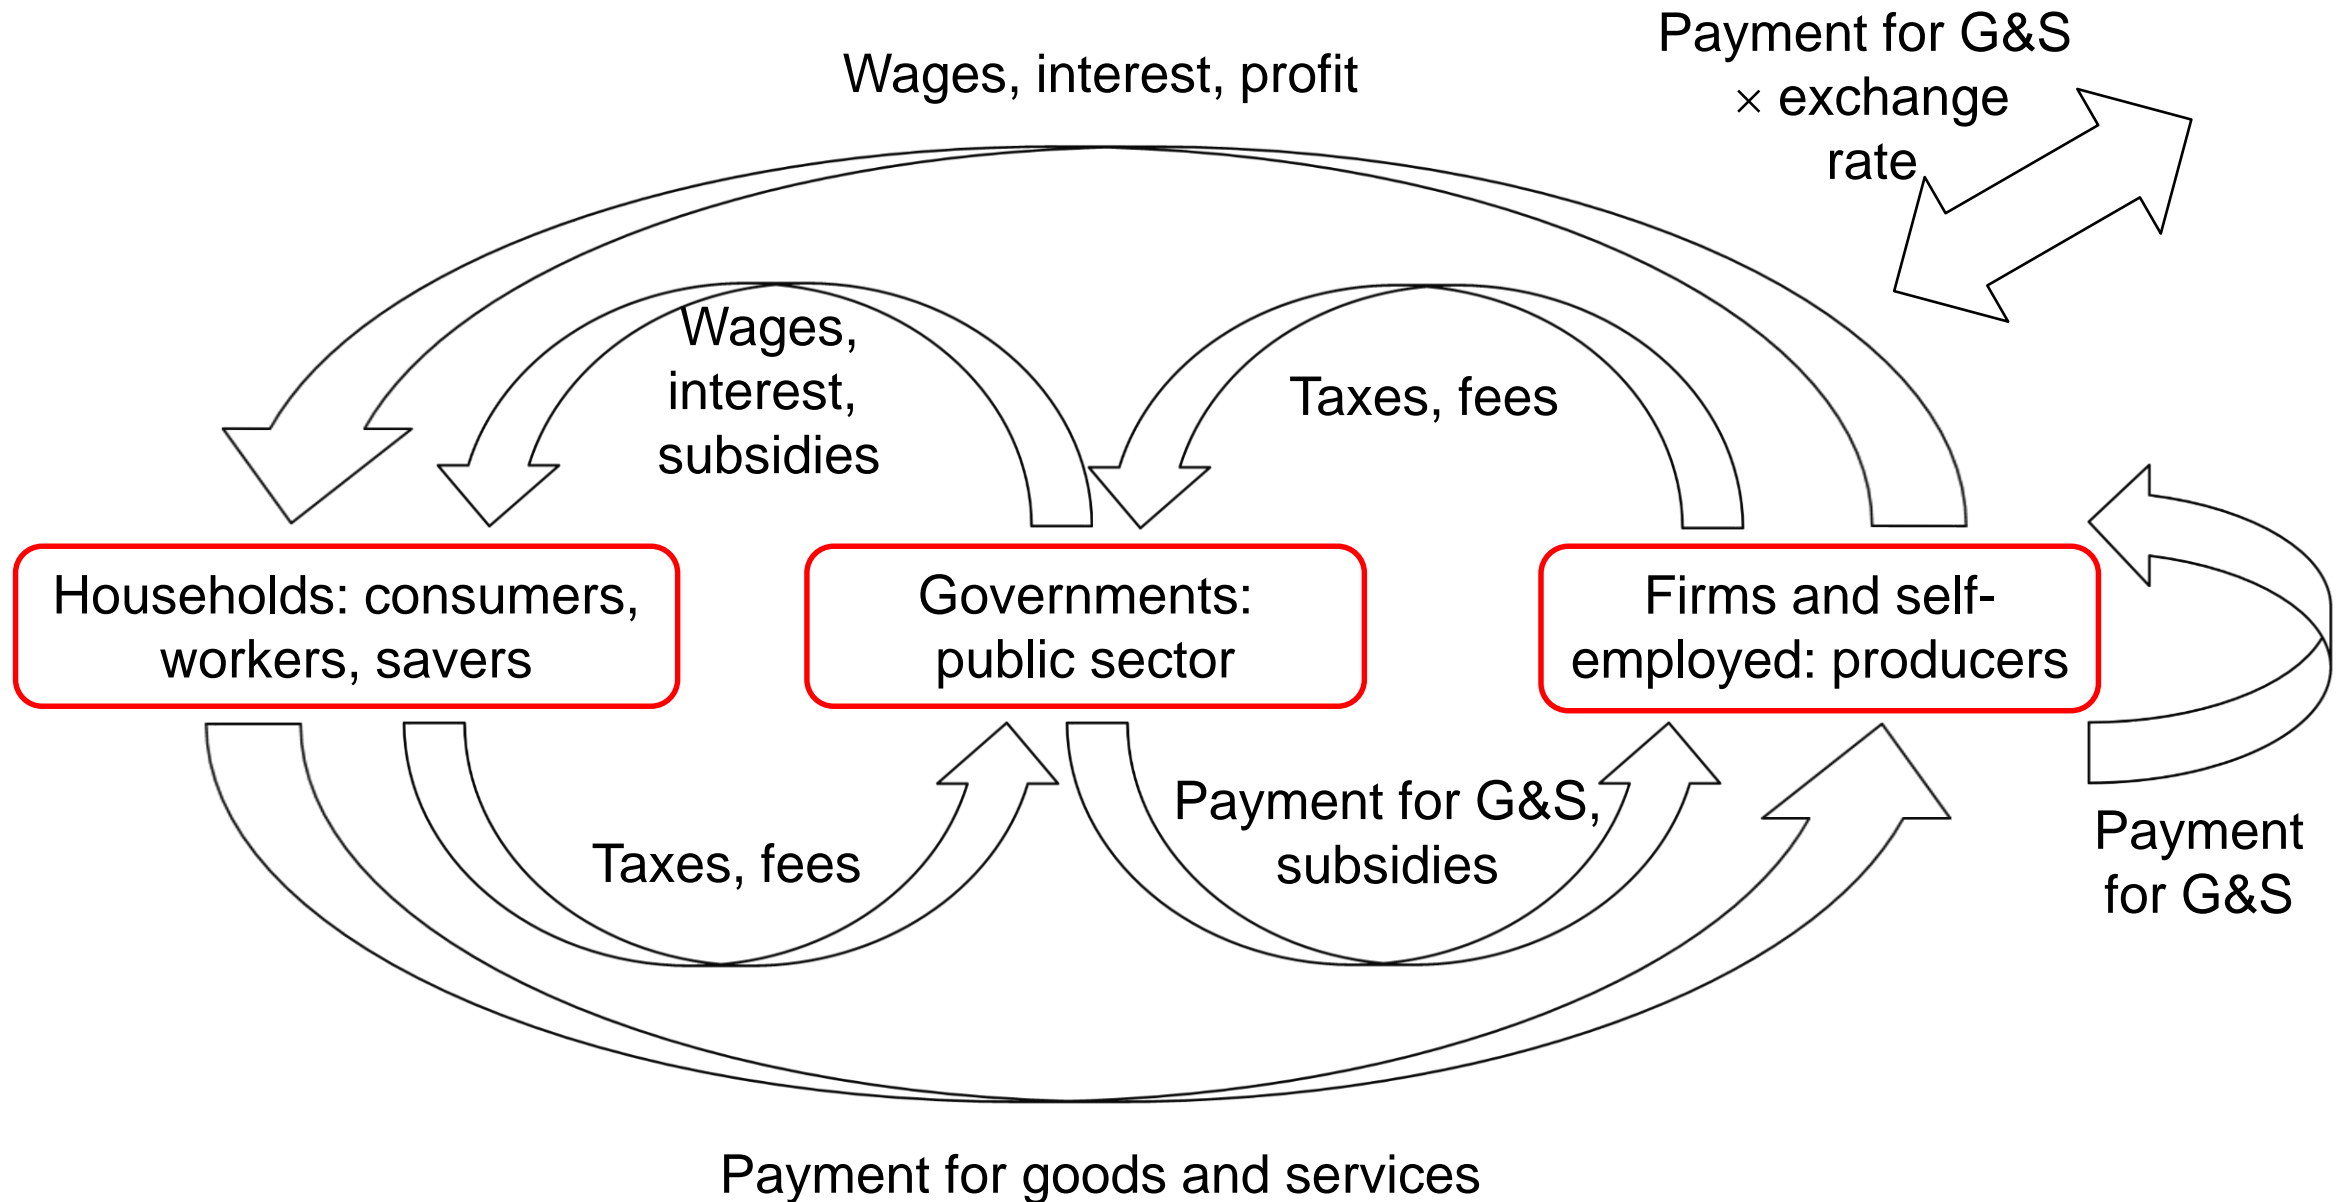 Payment for G&S
× exchange
rate
Wages, interest, profit
Wages,
interest,
subsidies
Taxes, fees
Households: consumers,
workers, savers
Governments:
public sector
Firms and self-
employed: producers
Taxes, fees
Payment for G&S,
subsidies
Payment
for G&S
Payment for goods and services